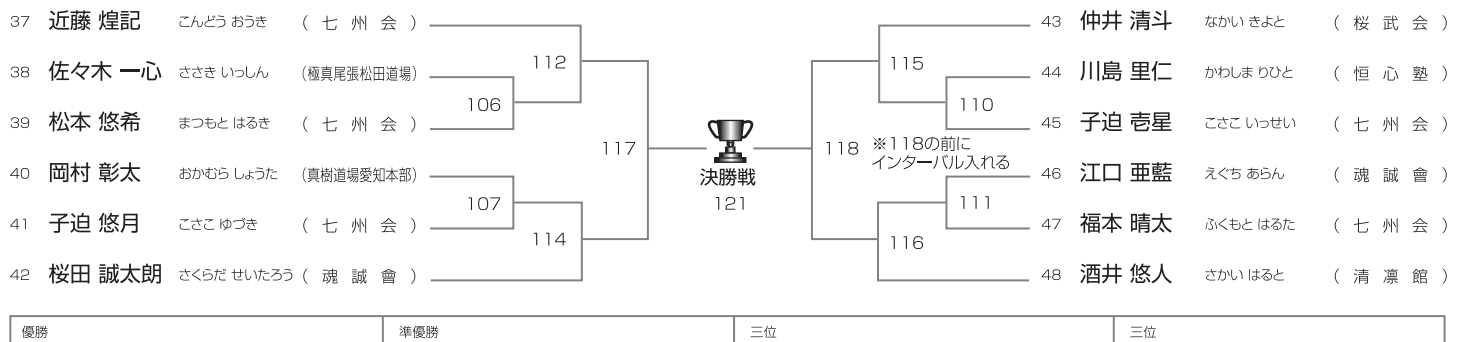 37 近藤 煌記 こんどう おうき （ 七 州 会 ）
38 佐々木 一心 ささき いっしん （極真尾張松田道場）
39 松本 悠希 まつもと はるき （ 七 州 会 ）
40 岡村 彰太 おかむら しょうた （真樹道場愛知本部）
41 子迫 悠月 こさこ ゆづき （ 七 州 会 ）
42 桜田 誠太朗 さくらだ せいたろう （ 魂 誠 會 ）
112
106
117
107
114
決勝戦
121
118 ※118の前に
インターバル入れる
115
110
111
116
43 仲井 清斗 なかい きよと （ 桜 武 会 ）
44 川島 里仁 かわしま りひと （ 恒 心 塾 ）
45 子迫 壱星 こさこ いっせい （ 七 州 会 ）
46 江口 亜藍 えぐち あらん （ 魂 誠 會 ）
47 福本 晴太 ふくもと はるた （ 七 州 会 ）
48 酒井 悠人 さかい はると （ 清 凛 館 ）
優勝 準優勝 三位 三位